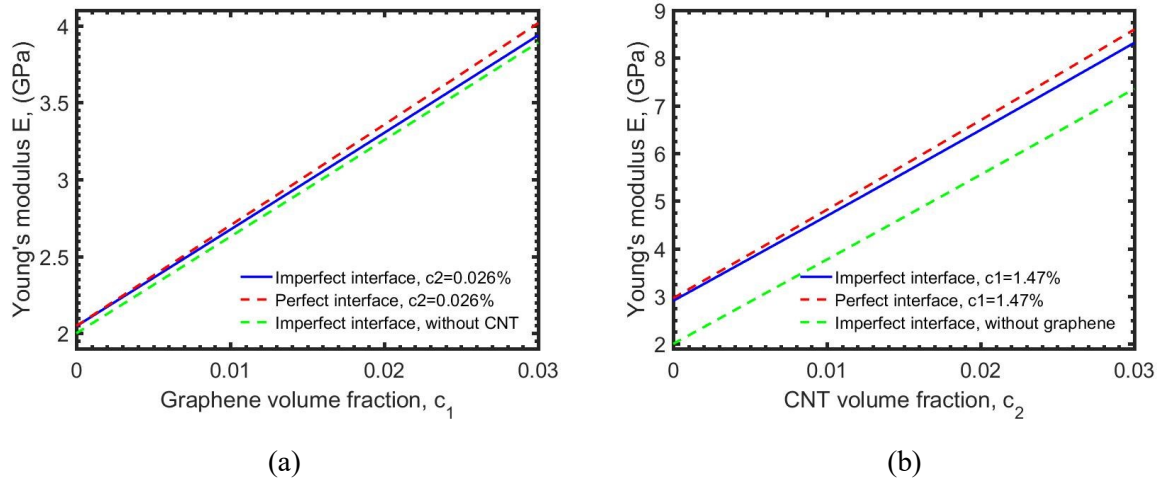 4
3.5
3
2.5
2
Young's modulus E, (GPa)
Imperfect interface, c2=0.026%
Perfect interface, c2=0.026%
Imperfect interface, without CNT
0
0.01
0.02
0.03
Graphene volume fraction, c1
(a)
9
8
7
6
5
4
3
2
Young's modulus E, (GPa)
Imperfect interface, c1=1.47%
Perfect interface, c1=1.47%
Imperfect interface, without graphene
0
0.01
0.02
0.03
CNT volume fraction, c2
(b)